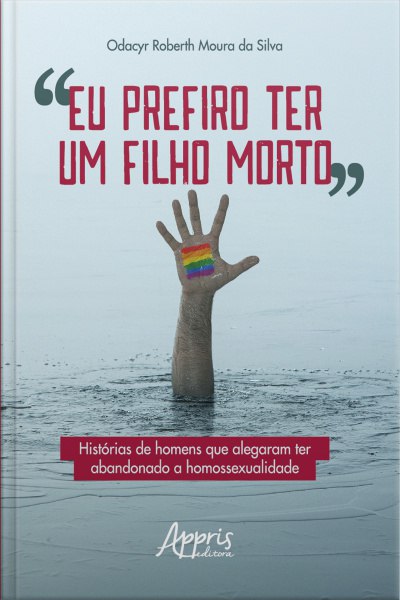 Odacyr Roberth Moura da Silva
“EU PREFIRO TER
UM FILHO MORTO”
Histórias de homens que alegaram ter
abandonado a homossexualidade
Appris
editora